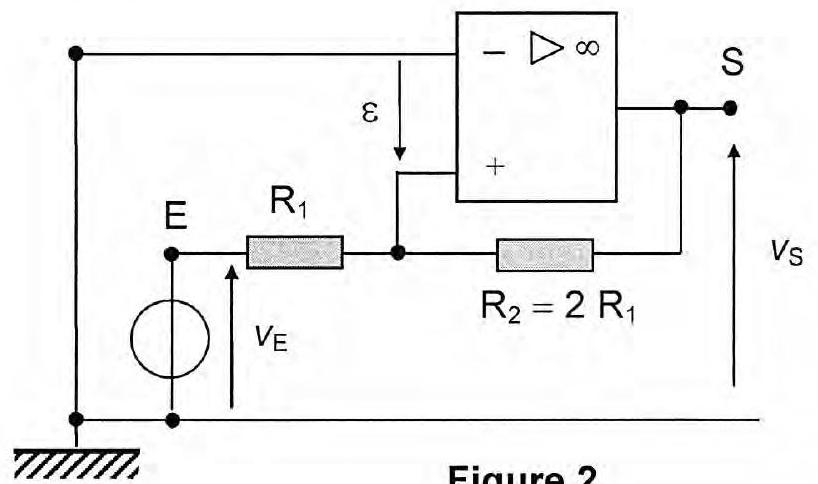 − ▷ ∞
S
ε
+
E
R1
R2 = 2 R1
vS
vE
Figure 2